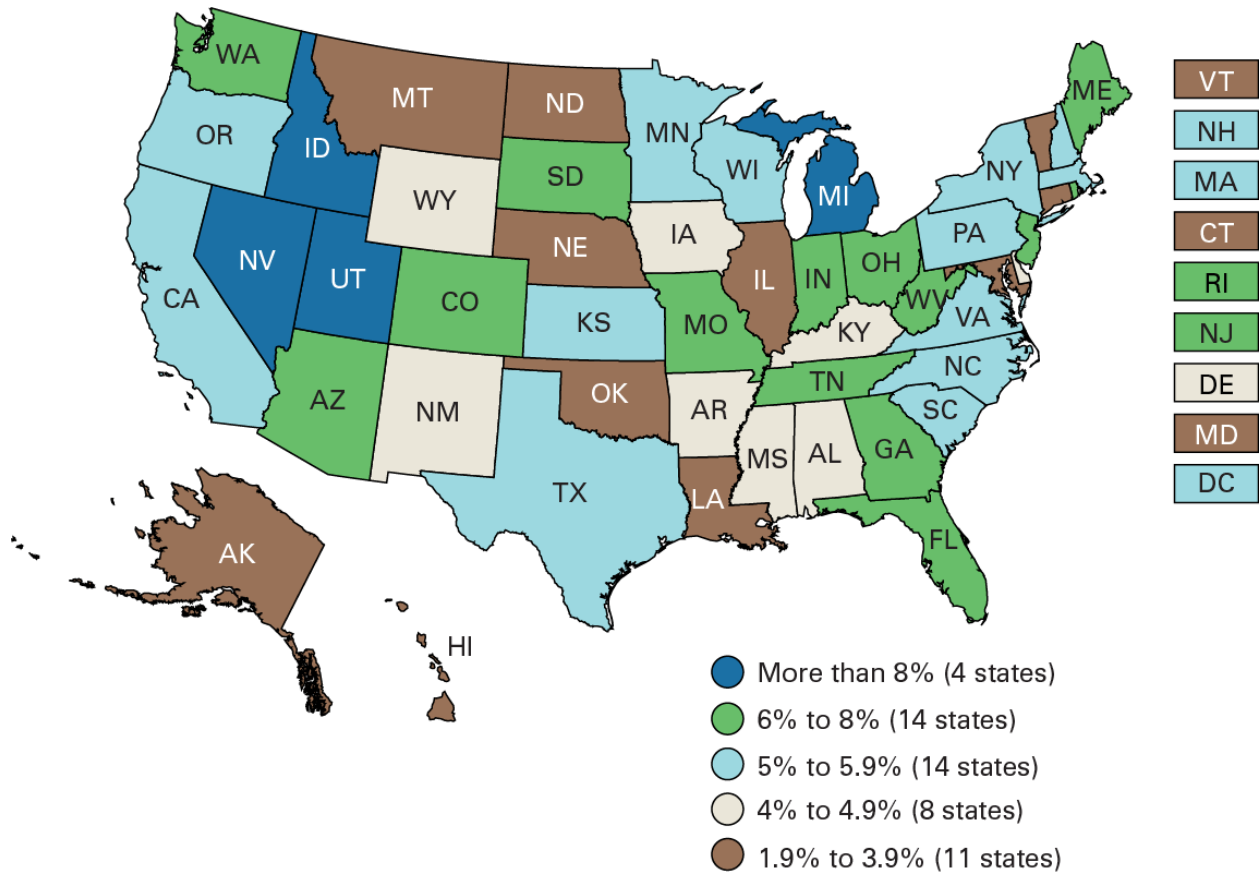 WA
MT
ND
ME
VT
OR
ID
MN
NH
SD
WI
NY
MI
MA
WY
NE
IA
PA
CT
NV
UT
IL
IN
OH
CA
CO
KS
MO
WV
VA
RI
KY
NJ
AZ
NM
OK
AR
TN
NC
DE
SC
MS
AL
GA
MD
TX
LA
DC
FL
AK
HI
More than 8% (4 states)
6% to 8% (14 states)
5% to 5.9% (14 states)
4% to 4.9% (8 states)
1.9% to 3.9% (11 states)